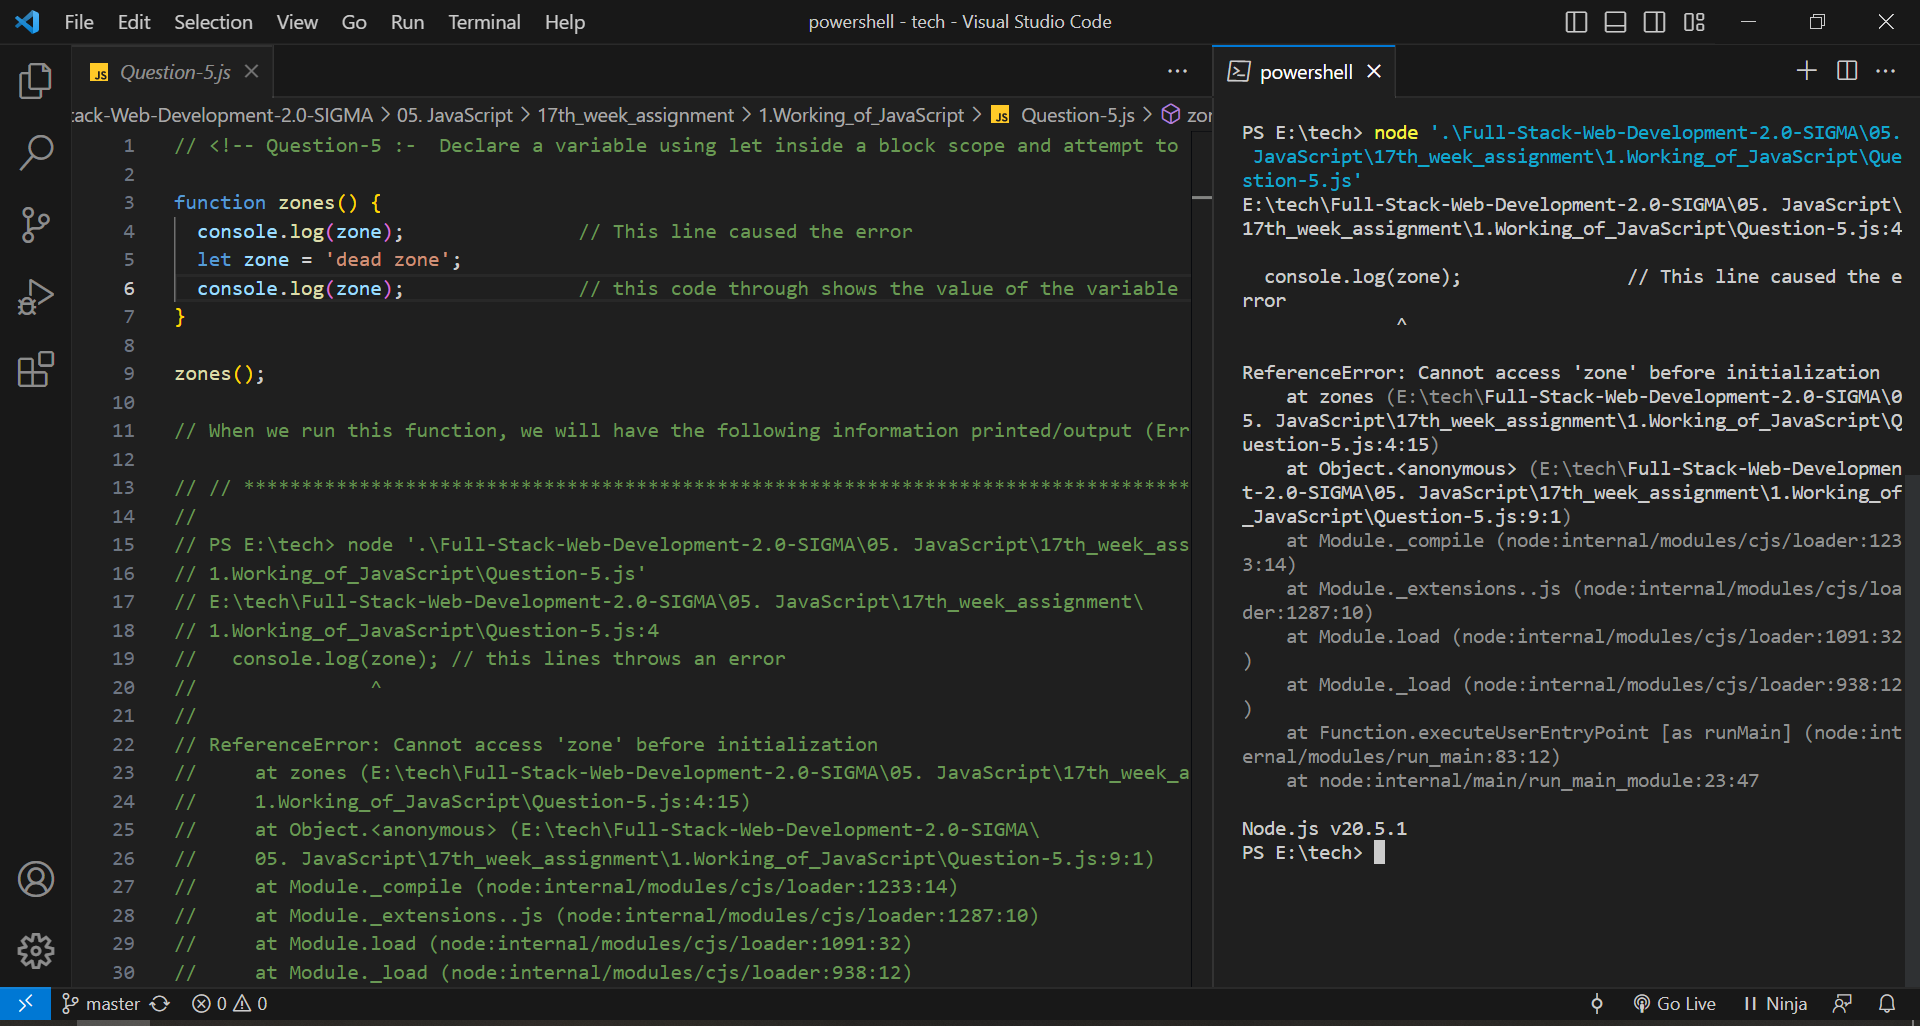 File Edit Selection View Go Run Terminal Help powershell - tech - Visual Studio Code
JS Question-5.js
powershell
:ack-Web-Development-2.0-SIGMA > 05. JavaScript > 17th_week_assignment > 1.Working_of_JavaScript > JS Question-5.js > zor
1 // <!-- Question-5 :-  Declare a variable using let inside a block scope and attempt to
2
3 function zones() {
4   console.log(zone);               // This line caused the error
5   let zone = 'dead zone';
6   console.log(zone);               // this code through shows the value of the variable
7 }
8
9 zones();
10
11 // When we run this function, we will have the following information printed/output (Err
12
13 // // **********************************************************************************
14 //
15 // PS E:\tech> node '.\Full-Stack-Web-Development-2.0-SIGMA\05. JavaScript\17th_week_ass
16 // 1.Working_of_JavaScript\Question-5.js'
17 // E:\tech\Full-Stack-Web-Development-2.0-SIGMA\05. JavaScript\17th_week_assignment\
18 // 1.Working_of_JavaScript\Question-5.js:4
19 //   console.log(zone); // this lines throws an error
20 //               ^
21 //
22 // ReferenceError: Cannot access 'zone' before initialization
23 //     at zones (E:\tech\Full-Stack-Web-Development-2.0-SIGMA\05. JavaScript\17th_week_a
24 //     1.Working_of_JavaScript\Question-5.js:4:15)
25 //     at Object.<anonymous> (E:\tech\Full-Stack-Web-Development-2.0-SIGMA\
26 //     05. JavaScript\17th_week_assignment\1.Working_of_JavaScript\Question-5.js:9:1)
27 //     at Module._compile (node:internal/modules/cjs/loader:1233:14)
28 //     at Module._extensions..js (node:internal/modules/cjs/loader:1287:10)
29 //     at Module.load (node:internal/modules/cjs/loader:1091:32)
30 //     at Module._load (node:internal/modules/cjs/loader:938:12)
PS E:\tech> node '.\Full-Stack-Web-Development-2.0-SIGMA\05.
 JavaScript\17th_week_assignment\1.Working_of_JavaScript\Que
stion-5.js'
E:\tech\Full-Stack-Web-Development-2.0-SIGMA\05. JavaScript\
17th_week_assignment\1.Working_of_JavaScript\Question-5.js:4
  console.log(zone);               // This line caused the e
rror
              ^
ReferenceError: Cannot access 'zone' before initialization
    at zones (E:\tech\Full-Stack-Web-Development-2.0-SIGMA\0
5. JavaScript\17th_week_assignment\1.Working_of_JavaScript\Q
uestion-5.js:4:15)
    at Object.<anonymous> (E:\tech\Full-Stack-Web-Developmen
t-2.0-SIGMA\05. JavaScript\17th_week_assignment\1.Working_of
_JavaScript\Question-5.js:9:1)
    at Module._compile (node:internal/modules/cjs/loader:123
3:14)
    at Module._extensions..js (node:internal/modules/cjs/loa
der:1287:10)
    at Module.load (node:internal/modules/cjs/loader:1091:32
)
    at Module._load (node:internal/modules/cjs/loader:938:12
)
    at Function.executeUserEntryPoint [as runMain] (node:int
ernal/modules/run_main:83:12)
    at node:internal/main/run_main_module:23:47
Node.js v20.5.1
PS E:\tech>
master 0 0 Go Live Ninja